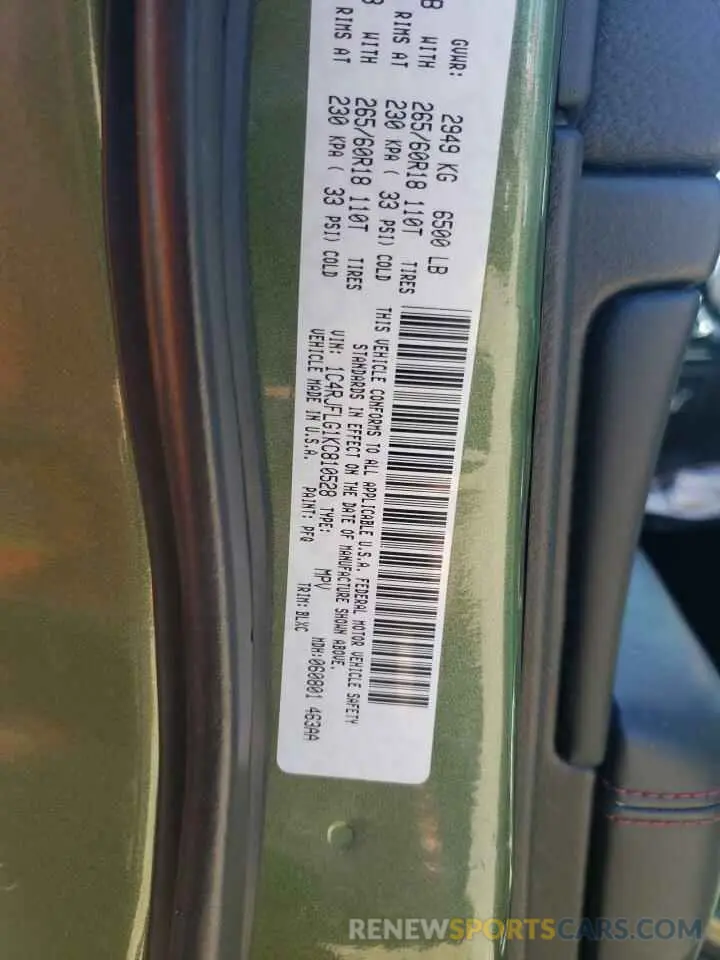 GVWR: 2949 KG 6500 LB
B WITH 265/60R18 110T TIRES
RIMS AT 230 KPA ( 33 PSI) COLD
WITH 265/60R18 110T TIRES
RIMS AT 230 KPA ( 33 PSI) COLD
THIS VEHICLE CONFORMS TO ALL APPLICABLE U.S.A. FEDERAL MOTOR VEHICLE SAFETY
STANDARDS IN EFFECT ON THE DATE OF MANUFACTURE SHOWN ABOVE.
VIN: 1C4RJFLG1KC810528 TYPE: MPV MDH:060801 463AA
VEHICLE MADE IN U.S.A. PAINT: PFQ TRIM: BLXC
RENEWSPORTSCARS.COM